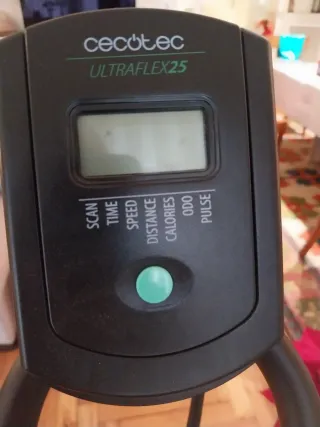 cecotec
ULTRAFLEX25
SCAN
TIME
SPEED
DISTANCE
CALORIES
ODO
PULSE